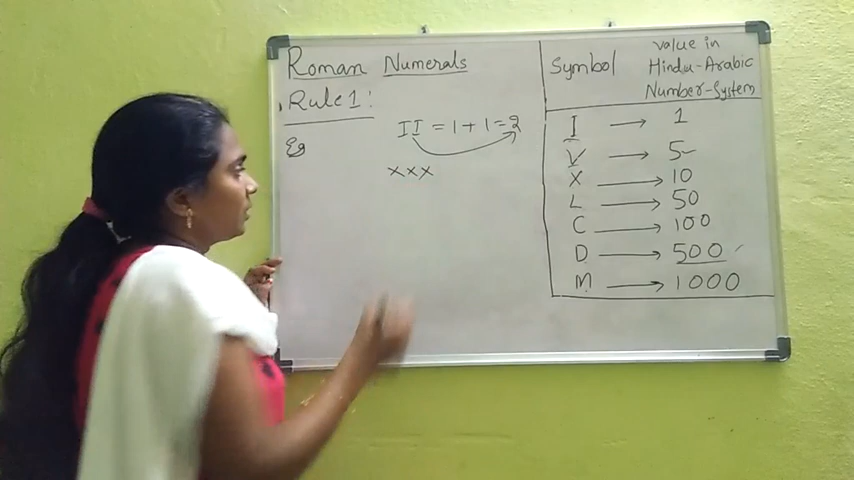 Roman Numerals
Rule 1:
Eg
II = 1 + 1 = 2
XXX
Symbol
value in
Hindu-Arabic
Number-System
I → 1
V → 5
X → 10
L → 50
C → 100
D → 500
M → 1000